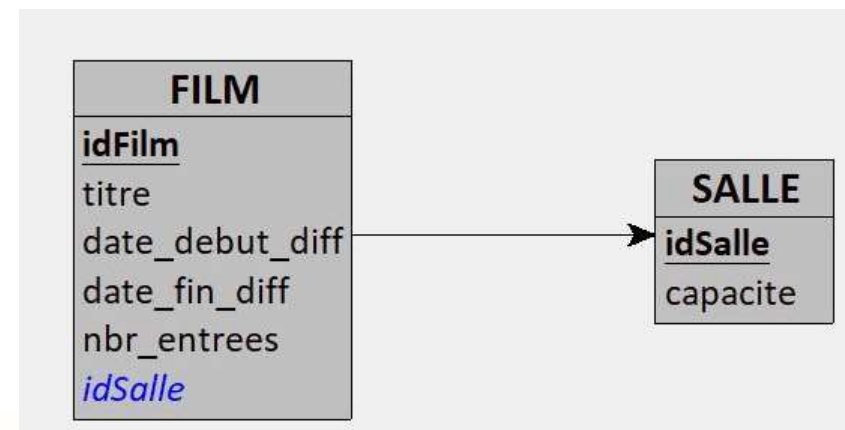 FILM
idFilm
titre
date_debut_diff
date_fin_diff
nbr_entrees
idSalle
SALLE
idSalle
capacite